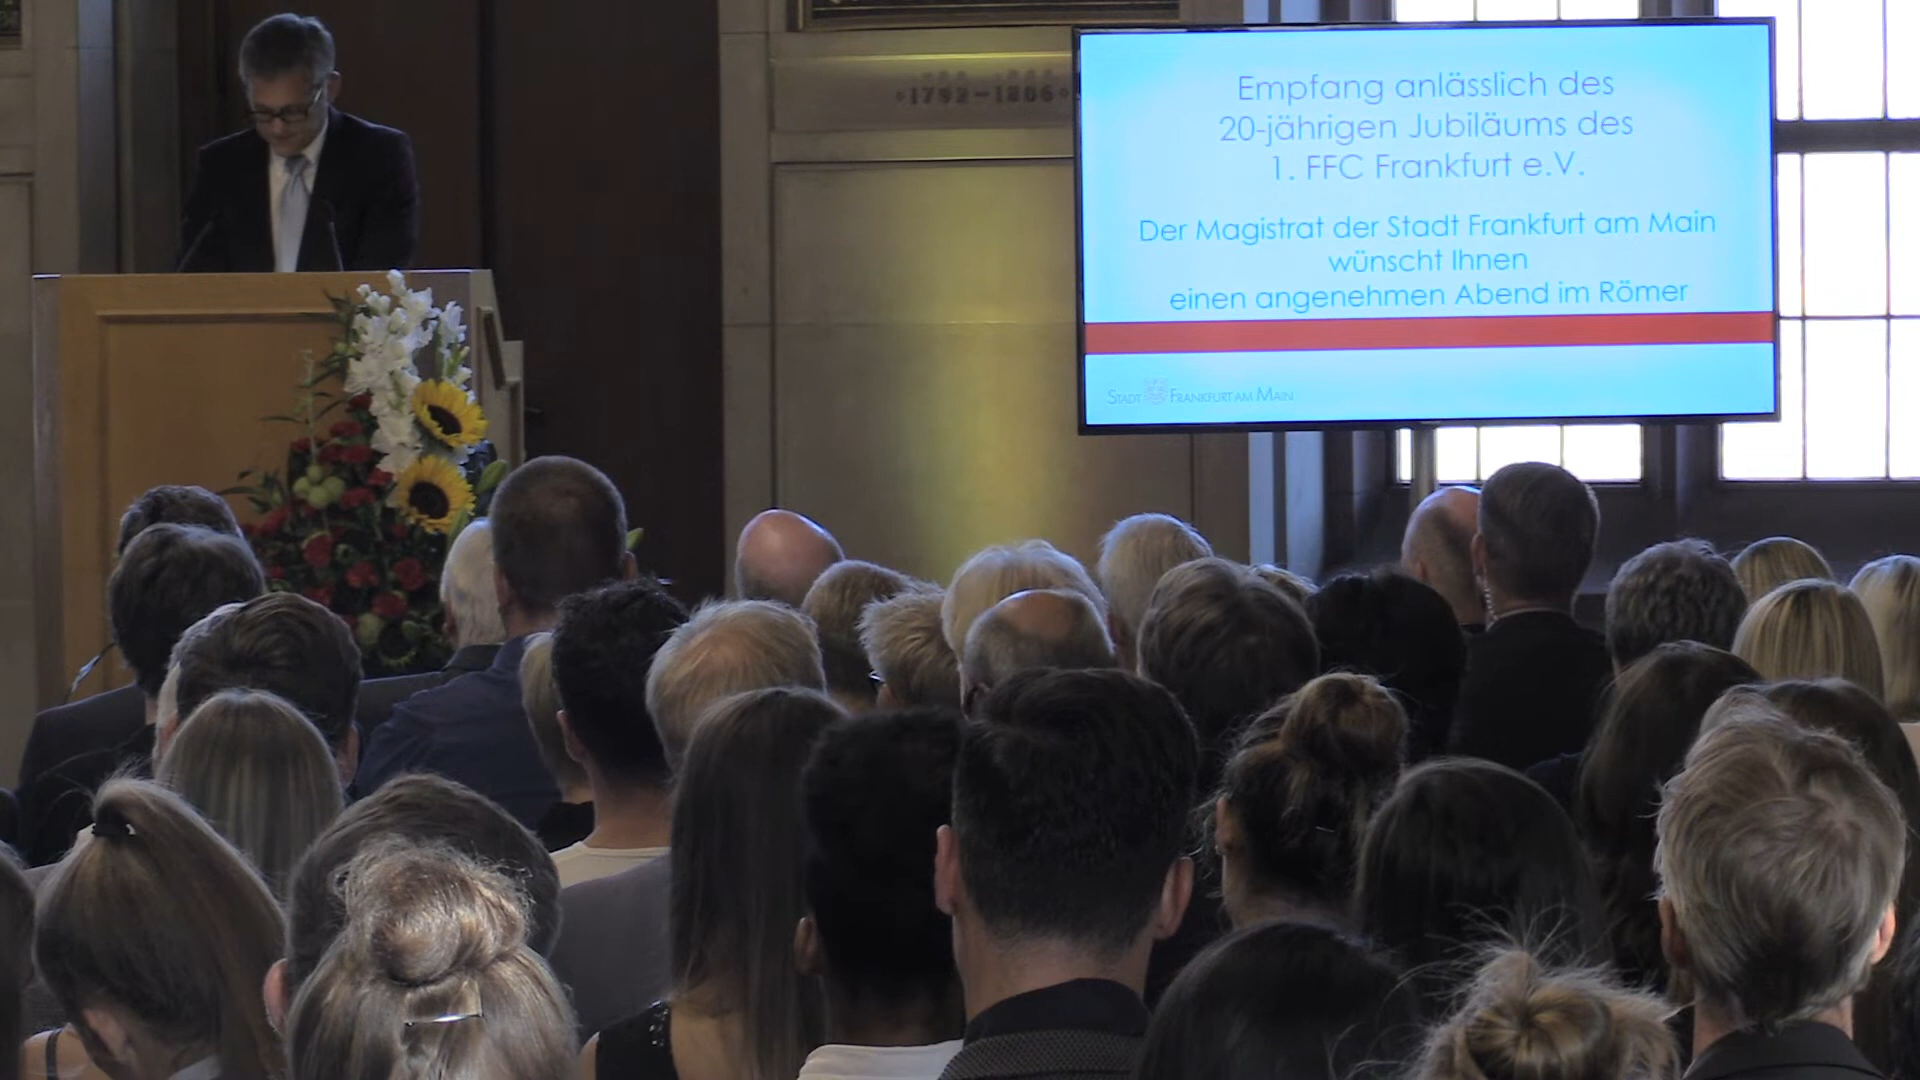 ·1792–1806·
Empfang anlässlich des
20-jährigen Jubiläums des
1. FFC Frankfurt e.V.
Der Magistrat der Stadt Frankfurt am Main
wünscht Ihnen
einen angenehmen Abend im Römer
STADT FRANKFURT AM MAIN